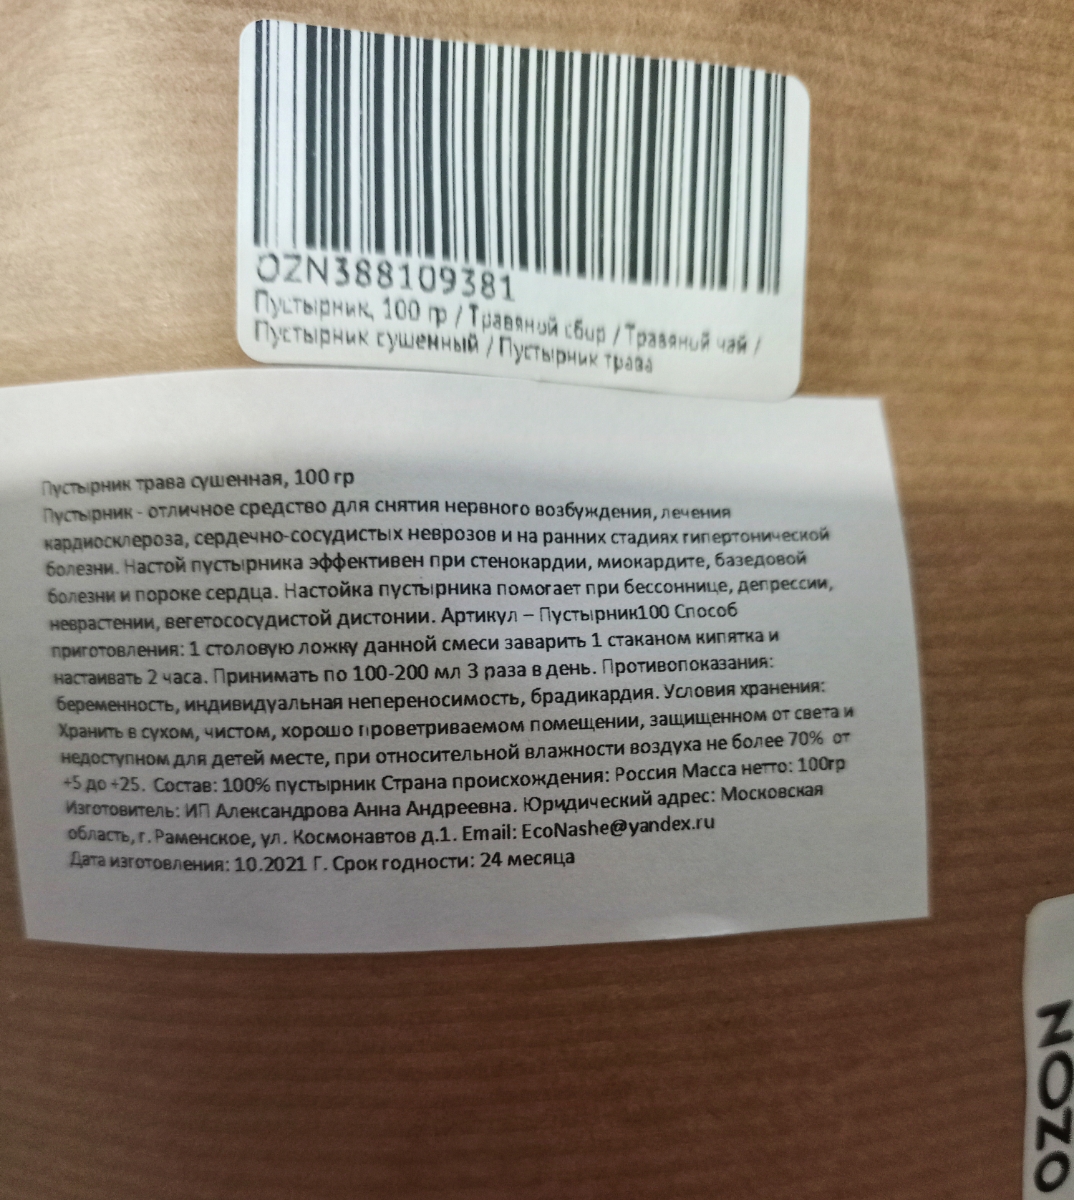 OZN388109381
Пустырник, 100 гр / Травяной сбор / Травяной чай /
Пустырник сушенный / Пустырник трава
Пустырник трава сушенная, 100 гр
Пустырник - отличное средство для снятия нервного возбуждения, лечения
кардиосклероза, сердечно-сосудистых неврозов и на ранних стадиях гипертонической
болезни. Настой пустырника эффективен при стенокардии, миокардите, базедовой
болезни и пороке сердца. Настойка пустырника помогает при бессоннице, депрессии,
неврастении, вегетососудистой дистонии. Артикул – Пустырник100 Способ
приготовления: 1 столовую ложку данной смеси заварить 1 стаканом кипятка и
настаивать 2 часа. Принимать по 100-200 мл 3 раза в день. Противопоказания:
беременность, индивидуальная непереносимость, брадикардия. Условия хранения:
Хранить в сухом, чистом, хорошо проветриваемом помещении, защищенном от света и
недоступном для детей месте, при относительной влажности воздуха не более 70% от
+5 до +25. Состав: 100% пустырник Страна происхождения: Россия Масса нетто: 100гр
Изготовитель: ИП Александрова Анна Андреевна. Юридический адрес: Московская
область, г. Раменское, ул. Космонавтов д.1. Email: EcoNashe@yandex.ru
Дата изготовления: 10.2021 Г. Срок годности: 24 месяца
OZON